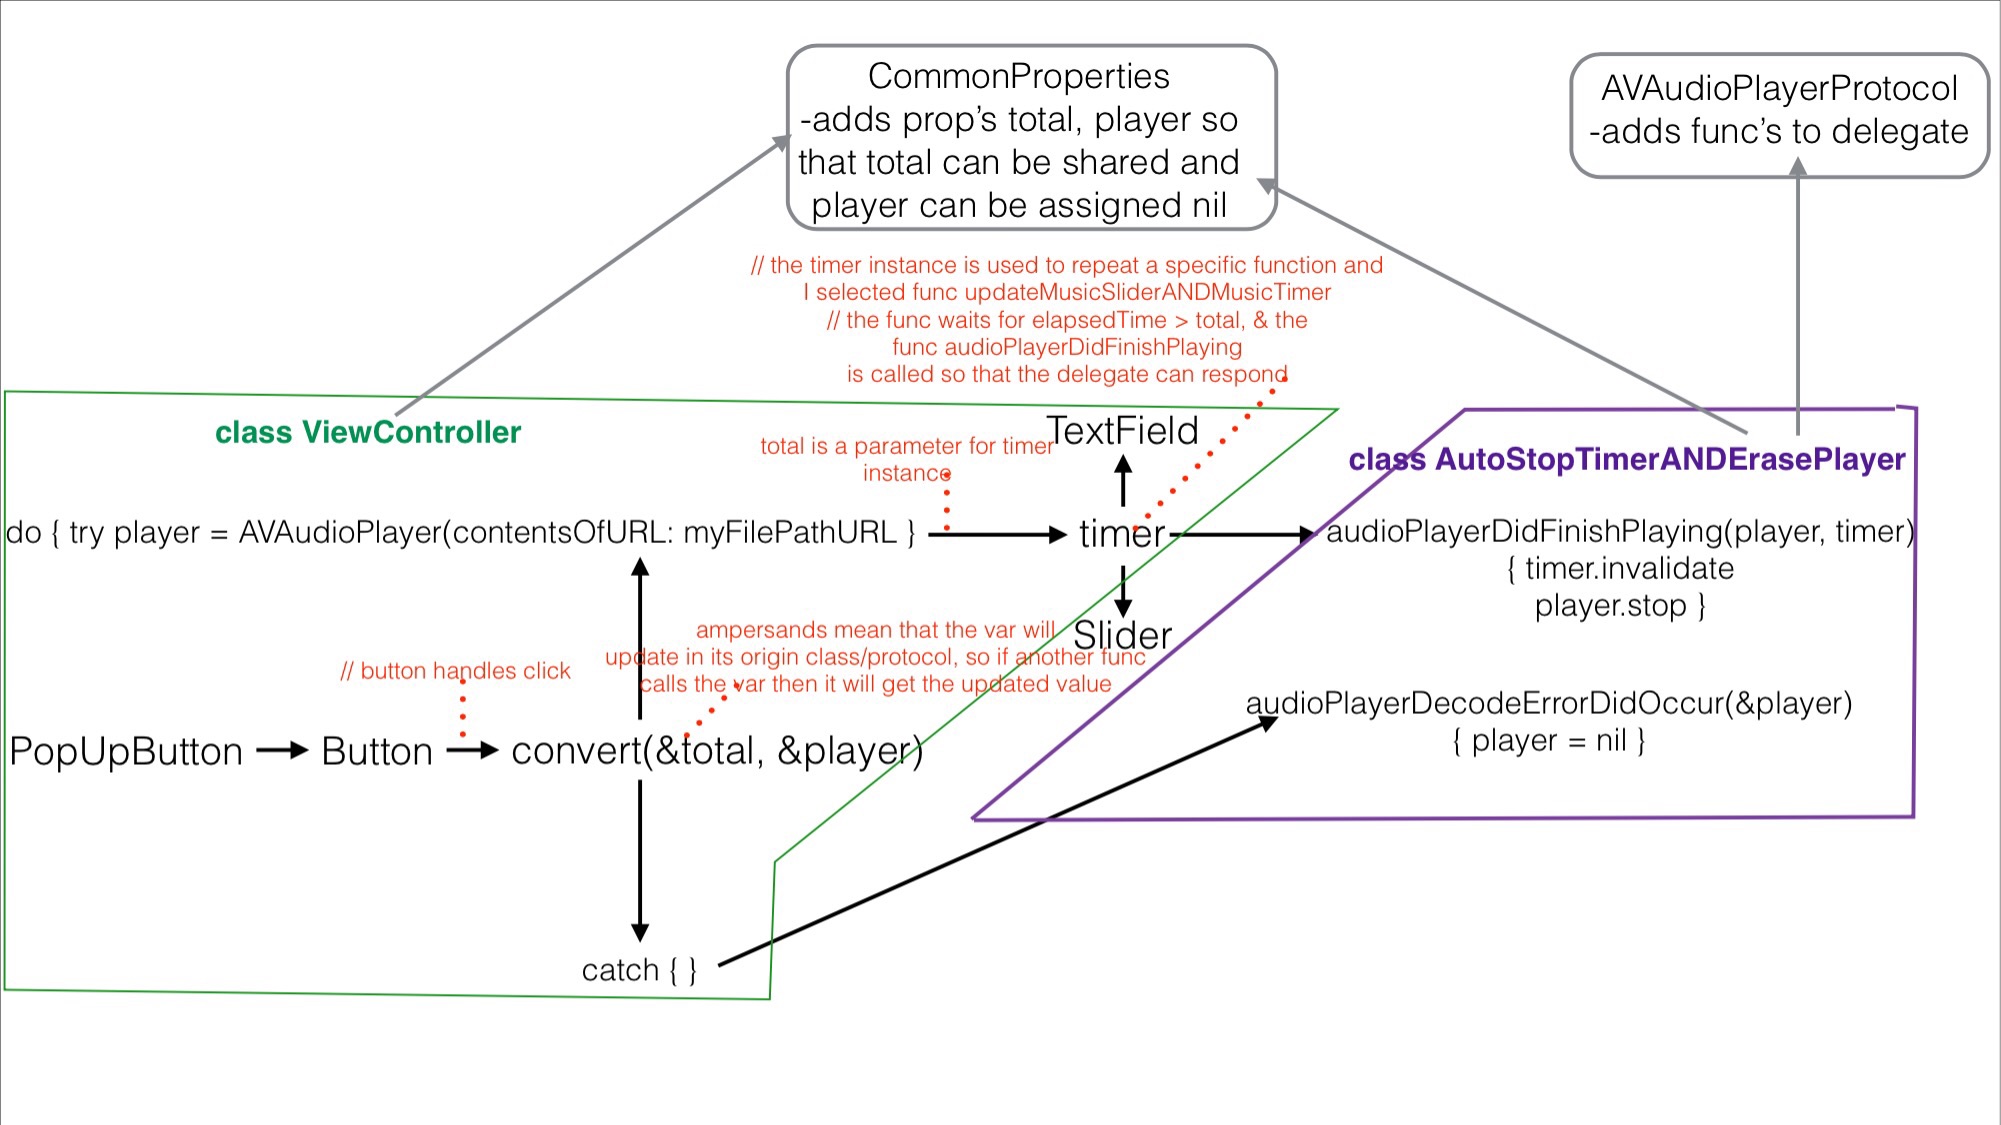 CommonProperties
-adds prop’s total, player so
that total can be shared and
player can be assigned nil
AVAudioPlayerProtocol
-adds func’s to delegate
// the timer instance is used to repeat a specific function and
I selected func updateMusicSliderANDMusicTimer
// the func waits for elapsedTime > total, & the
func audioPlayerDidFinishPlaying
is called so that the delegate can respond
class ViewController
total is a parameter for timer
instance
TextField
class AutoStopTimerANDErasePlayer
do { try player = AVAudioPlayer(contentsOfURL: myFilePathURL }
timer
audioPlayerDidFinishPlaying(player, timer)
{ timer.invalidate
player.stop }
ampersands mean that the var will
update in its origin class/protocol, so if another func
calls the var then it will get the updated value
Slider
// button handles click
audioPlayerDecodeErrorDidOccur(&player)
{ player = nil }
PopUpButton
Button
convert(&total, &player)
catch { }